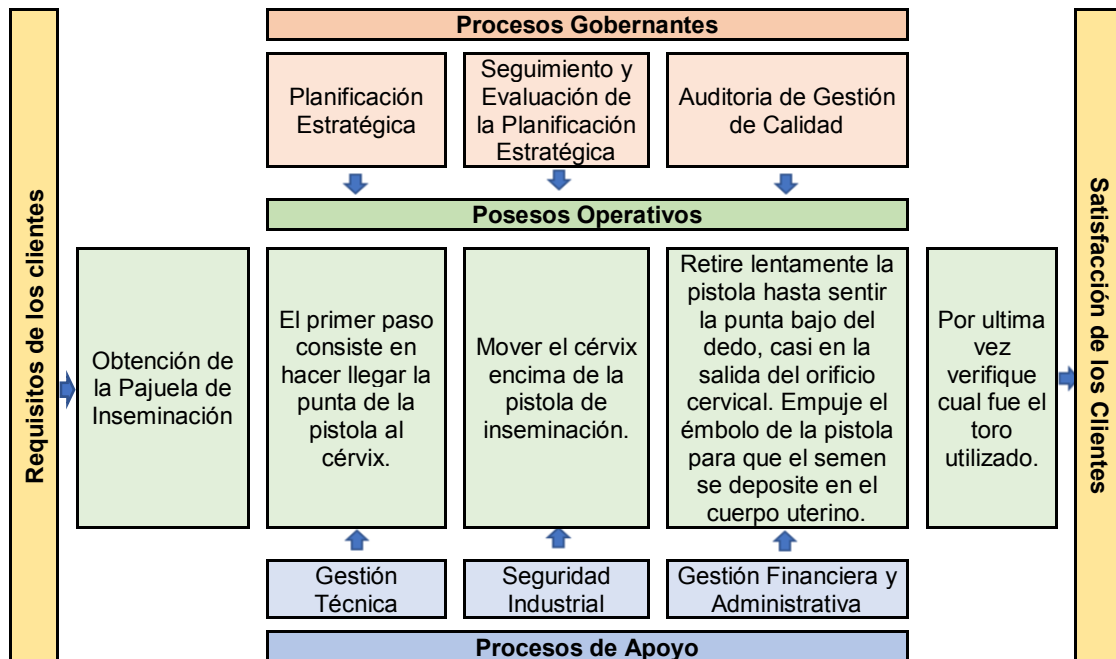 Requisitos de los clientes
Procesos Gobernantes
Planificación
Estratégica
Seguimiento y
Evaluación de
la Planificación
Estratégica
Auditoria de Gestión
de Calidad
Posesos Operativos
Obtención de
la Pajuela de
Inseminación
El primer paso
consiste en
hacer llegar la
punta de la
pistola al
cérvix.
Mover el cérvix
encima de la
pistola de
inseminación.
Retire lentamente la
pistola hasta sentir
la punta bajo del
dedo, casi en la
salida del orificio
cervical. Empuje el
émbolo de la pistola
para que el semen
se deposite en el
cuerpo uterino.
Por ultima
vez
verifique
cual fue el
toro
utilizado.
Gestión
Técnica
Seguridad
Industrial
Gestión Financiera y
Administrativa
Procesos de Apoyo
Satisfacción de los Clientes